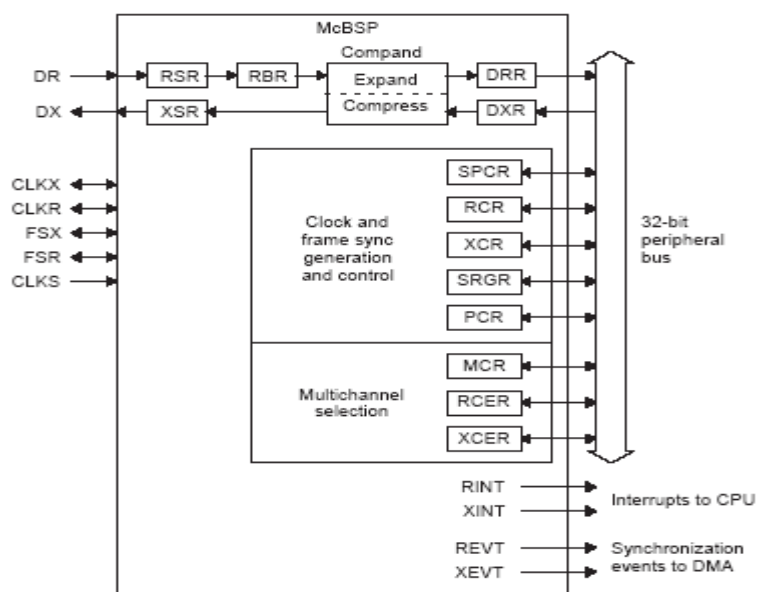 McBSP
Compand
DR RSR RBR Expand DRR
DX XSR Compress DXR
SPCR
CLKX
RCR
CLKR
Clock and
frame sync
generation
and control
32-bit
peripheral
bus
FSX
XCR
FSR
CLKS
SRGR
PCR
MCR
Multichannel
selection
RCER
XCER
RINT
XINT
Interrupts to CPU
REVT
XEVT
Synchronization
events to DMA